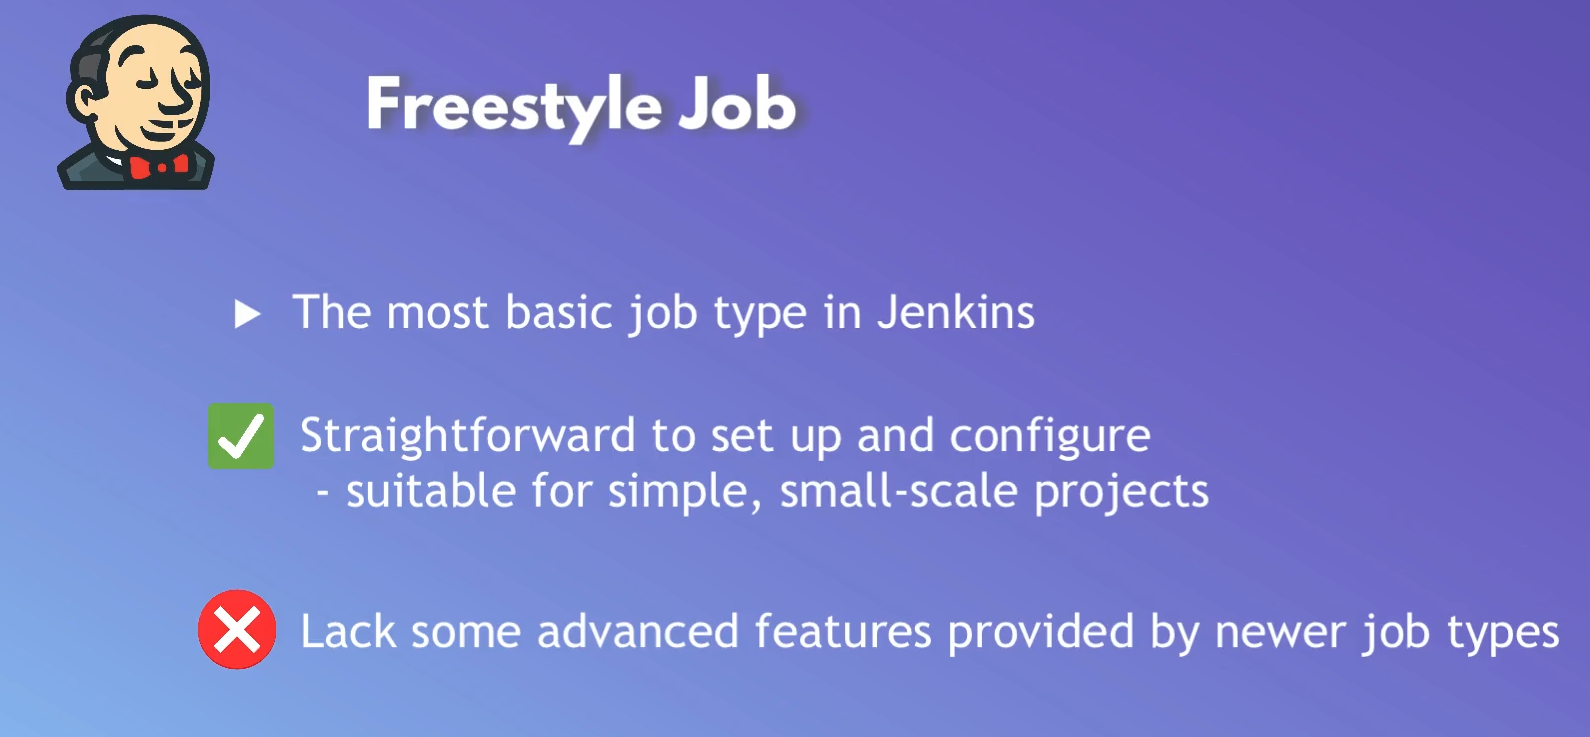 Freestyle Job
The most basic job type in Jenkins
Straightforward to set up and configure
- suitable for simple, small-scale projects
Lack some advanced features provided by newer job types